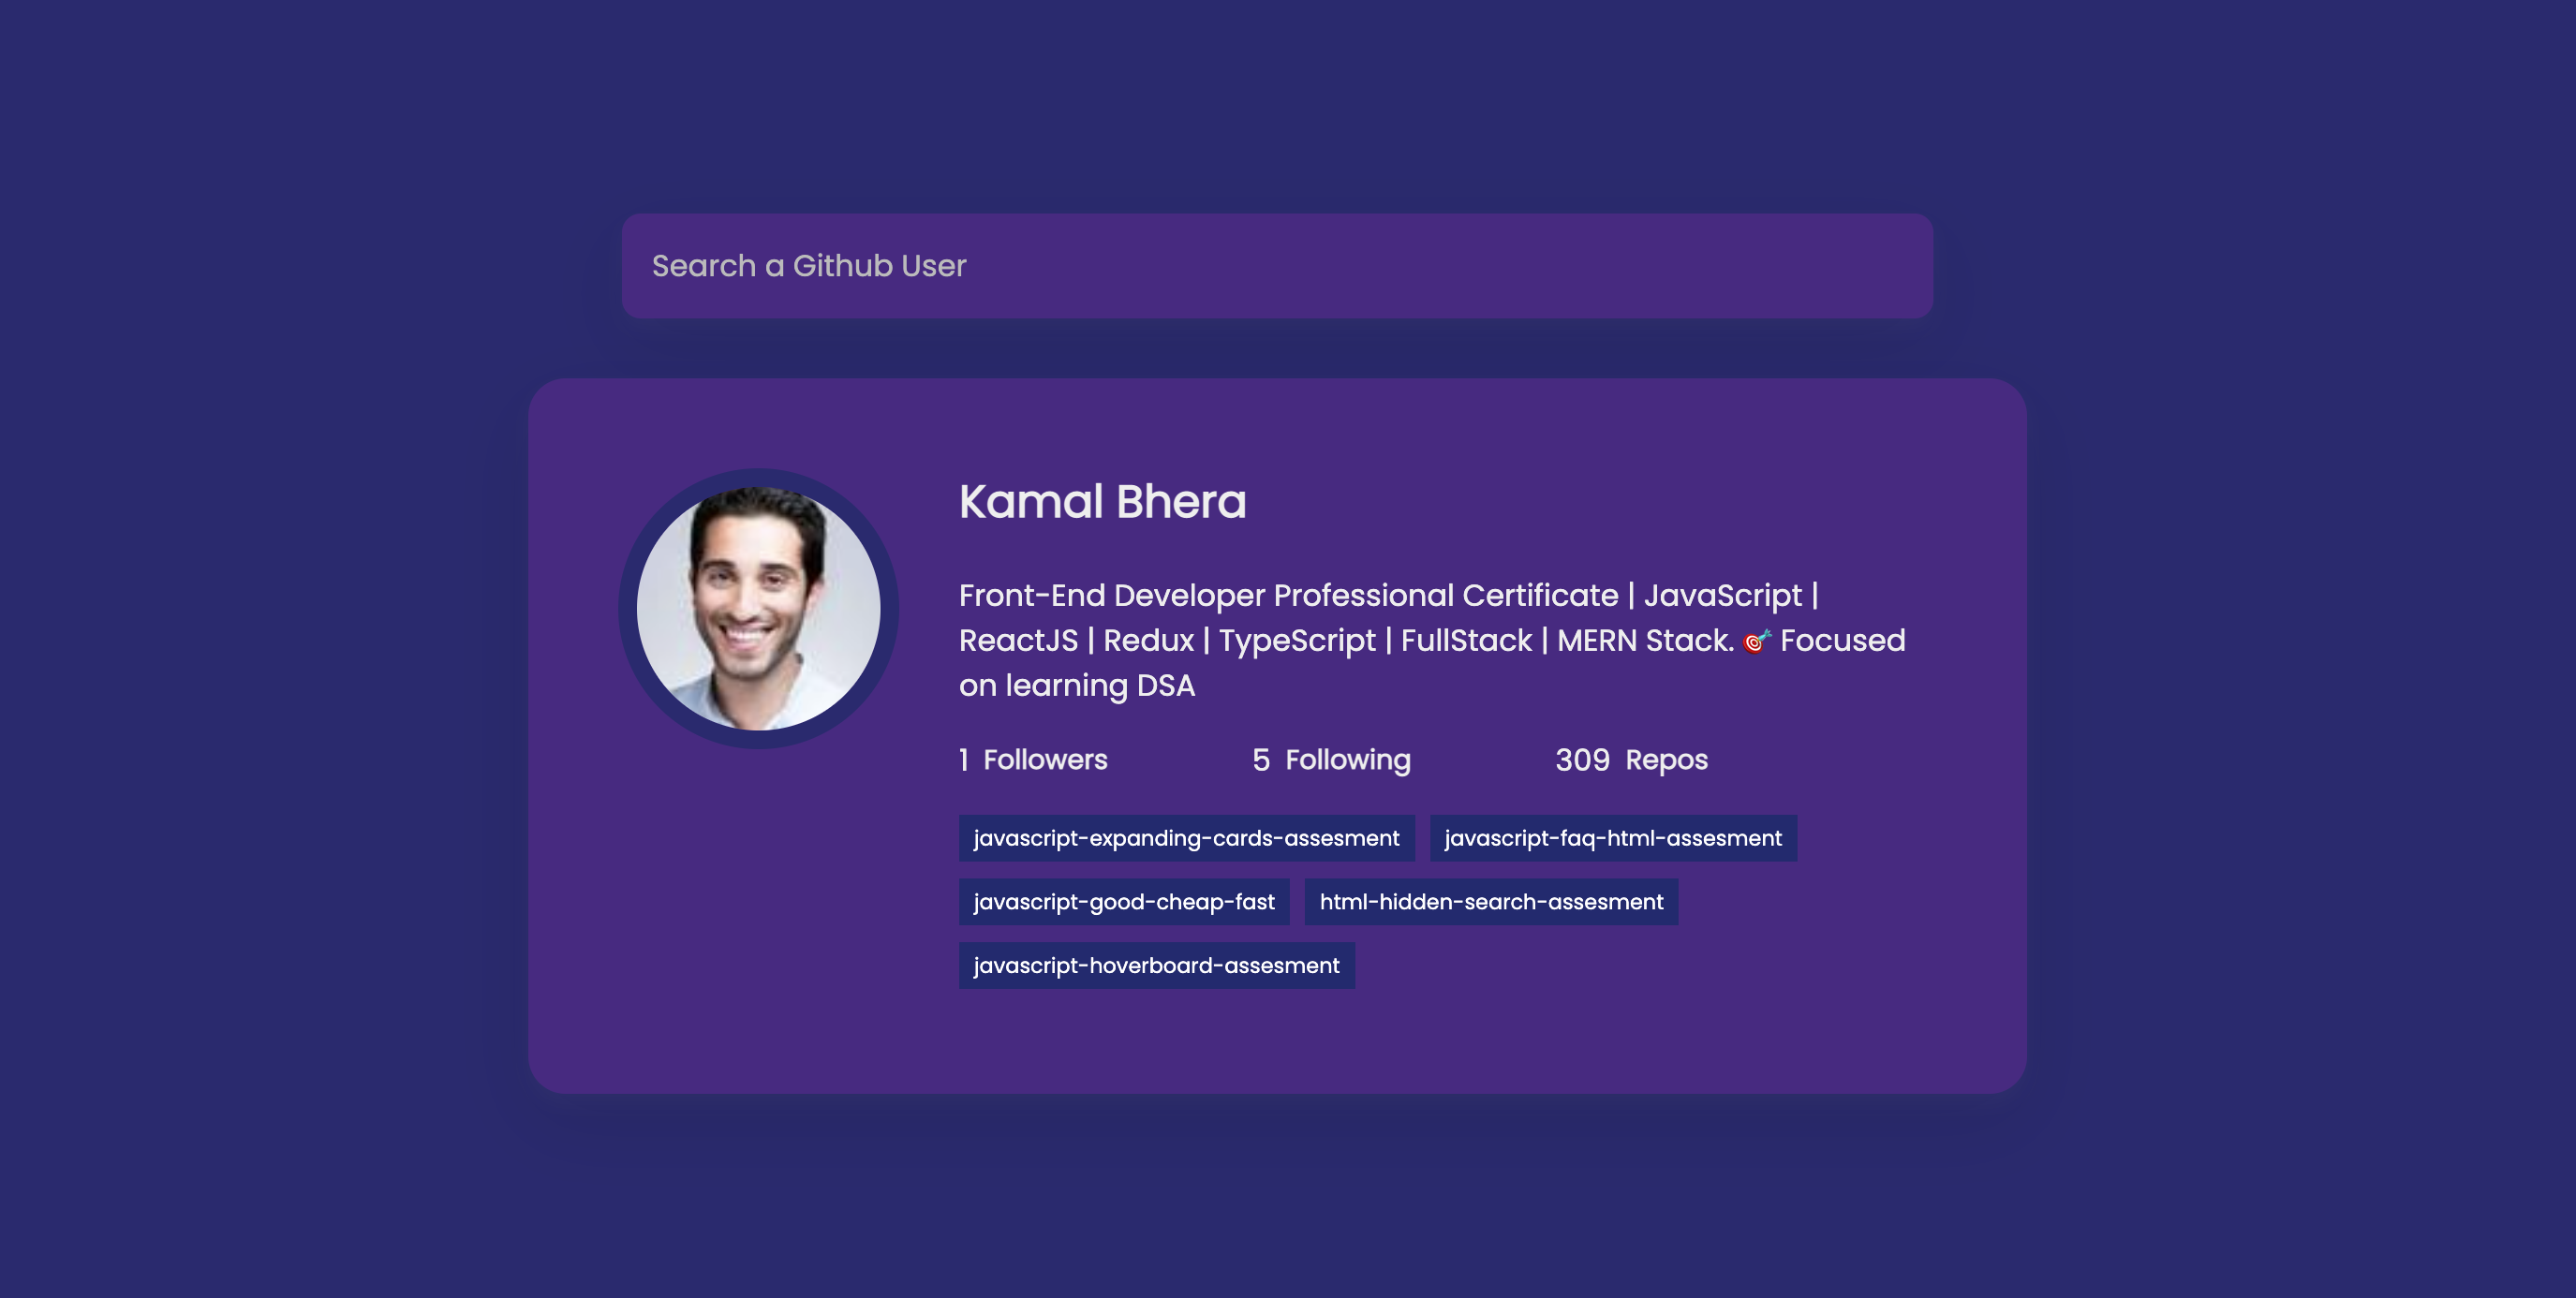 Search a Github User
Kamal Bhera
Front-End Developer Professional Certificate | JavaScript |
ReactJS | Redux | TypeScript | FullStack | MERN Stack. 🎯 Focused
on learning DSA
1 Followers 5 Following 309 Repos
javascript-expanding-cards-assesment javascript-faq-html-assesment
javascript-good-cheap-fast html-hidden-search-assesment
javascript-hoverboard-assesment